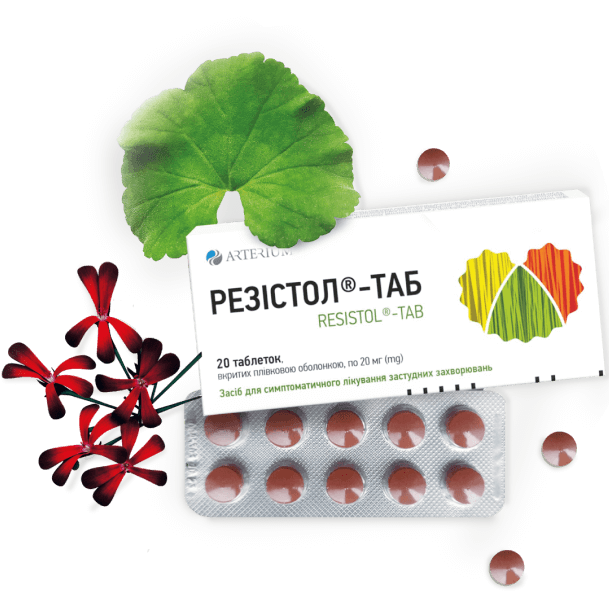 ARTERIUM
РЕЗІСТОЛ®-ТАБ
RESISTOL®-TAB
20 таблеток,
вкритих плівковою оболонкою, по 20 мг (mg)
Засіб для симптоматичного лікування застудних захворювань